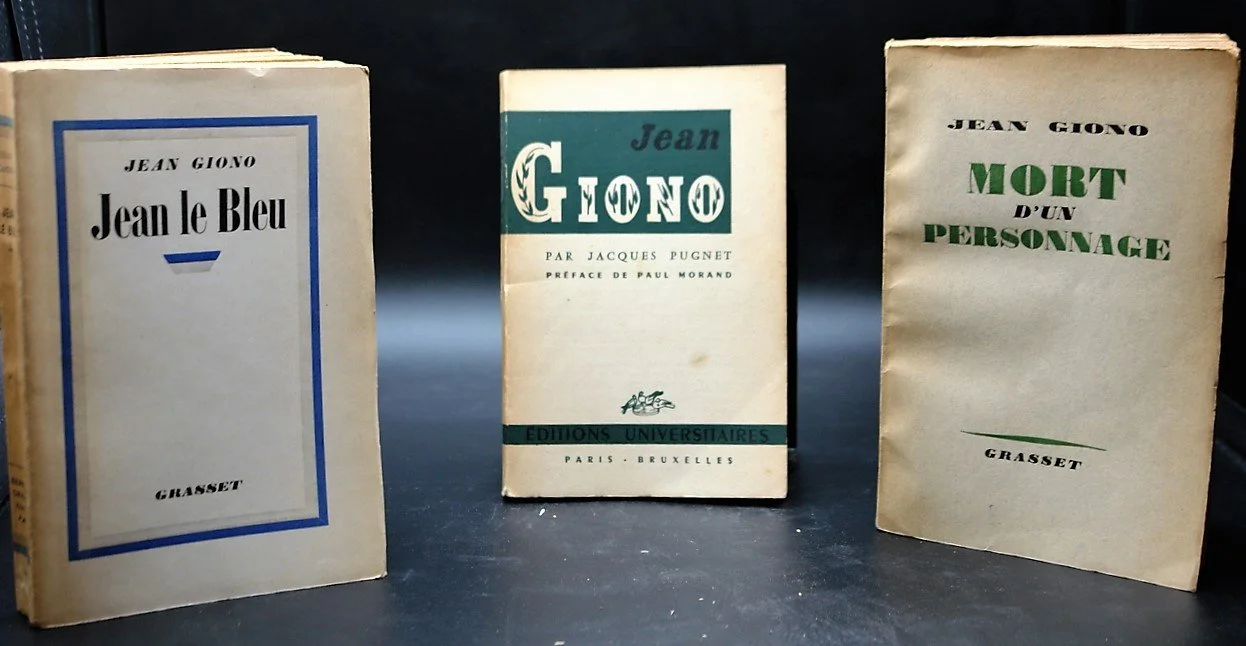 JEAN GIONO
Jean le Bleu
GRASSET
Jean
GIONO
PAR JACQUES PUGNET
PRÉFACE DE PAUL MORAND
EDITIONS UNIVERSITAIRES
PARIS - BRUXELLES
JEAN GIONO
MORT
D'UN
PERSONNAGE
GRASSET